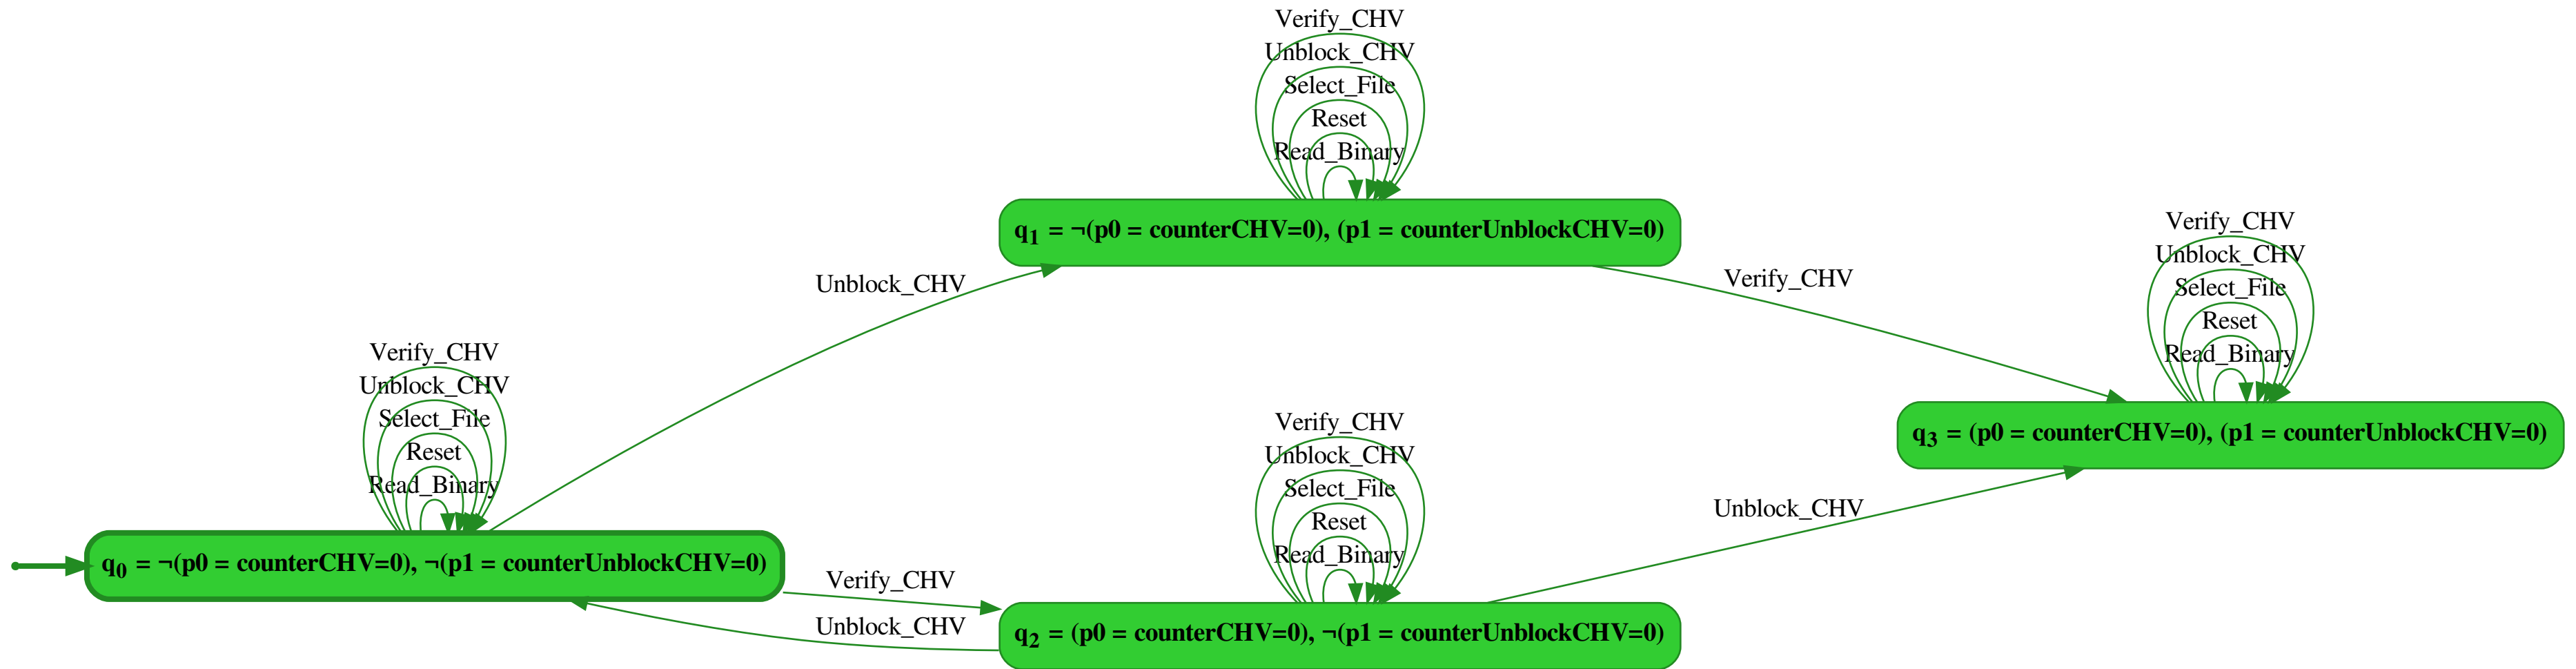 Verify_CHV
Unblock_CHV
Select_File
Reset
Read_Binary
q1 = ¬(p0 = counterCHV=0), (p1 = counterUnblockCHV=0)
Unblock_CHV
Verify_CHV
Verify_CHV
Unblock_CHV
Select_File
Reset
Read_Binary
q3 = (p0 = counterCHV=0), (p1 = counterUnblockCHV=0)
Verify_CHV
Unblock_CHV
Select_File
Reset
Read_Binary
q0 = ¬(p0 = counterCHV=0), ¬(p1 = counterUnblockCHV=0)
Verify_CHV
Unblock_CHV
Select_File
Reset
Read_Binary
Unblock_CHV
Verify_CHV
Unblock_CHV
q2 = (p0 = counterCHV=0), ¬(p1 = counterUnblockCHV=0)